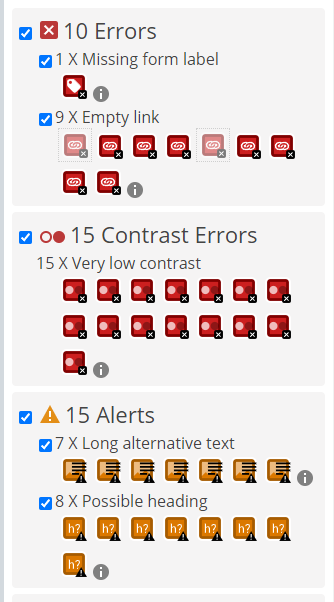 10 Errors
1 X Missing form label
9 X Empty link
15 Contrast Errors
15 X Very low contrast
15 Alerts
7 X Long alternative text
8 X Possible heading
h? h? h? h? h? h? h?
h?